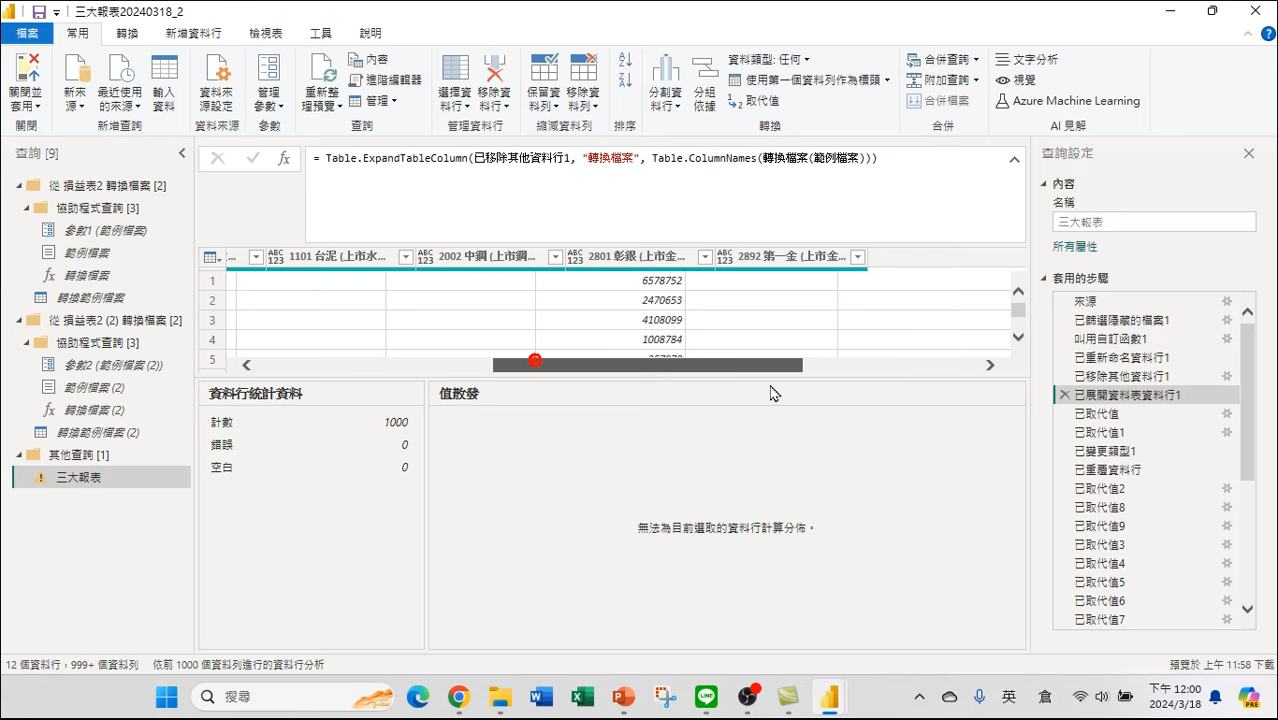 三大報表20240318_2
檔案 常用 轉換 新增資料行 檢視表 工具 說明
關閉並套用
關閉
新來源
最近使用的來源
輸入資料
新增查詢
資料來源設定
資料來源
管理參數
參數
重新整理預覽
內容
進階編輯器
管理
查詢
選擇資料行
移除資料行
管理資料行
保留資料列
移除資料列
縮減資料列
排序
分割資料行
分組依據
資料類型: 任何
使用第一個資料列作為標頭
取代值
轉換
合併查詢
附加查詢
合併檔案
合併
文字分析
視覺
Azure Machine Learning
AI 見解
查詢 [9]
從 損益表2 轉換檔案 [2]
協助程式查詢 [3]
參數1 (範例檔案)
範例檔案
轉換檔案
轉換範例檔案
從 損益表2 (2) 轉換檔案 [2]
協助程式查詢 [3]
參數2 (範例檔案 (2))
範例檔案 (2)
轉換檔案 (2)
轉換範例檔案 (2)
其他查詢 [1]
三大報表
= Table.ExpandTableColumn(已移除其他資料行1, "轉換檔案", Table.ColumnNames(轉換檔案(範例檔案)))
ABC 123 1101 台泥 (上市水... ABC 123 2002 中鋼 (上市鋼... ABC 123 2801 彰銀 (上市金... ABC 123 2892 第一金 (上市金...
1 6578752
2 2470653
3 4108099
4 1008784
5
資料行統計資料
計數 1000
錯誤 0
空白 0
值散發
無法為目前選取的資料行計算分佈。
查詢設定
內容
名稱
三大報表
所有屬性
套用的步驟
來源
已篩選隱藏的檔案1
叫用自訂函數1
已重新命名資料行1
已移除其他資料行1
已展開資料表資料行1
已取代值
已取代值1
已變更類型1
已重覆資料行
已取代值2
已取代值8
已取代值9
已取代值3
已取代值4
已取代值5
已取代值6
已取代值7
12 個資料行，999+ 個資料列 依前 1000 個資料列進行的資料行分析
預覽於 上午 11:58 下載
搜尋
英
倉
下午 12:00
2024/3/18
PRE